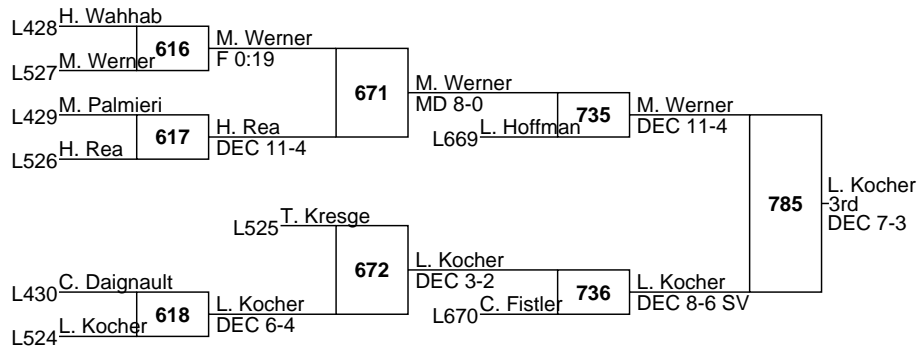 H. Wahhab
L428
616
M. Werner
F 0:19
M. Werner
L527
671
M. Werner
MD 8-0
M. Palmieri
L429
617
H. Rea
DEC 11-4
H. Rea
L526
L. Hoffman
L669
735
M. Werner
DEC 11-4
785
L. Kocher
3rd
DEC 7-3
T. Kresge
L525
672
L. Kocher
DEC 3-2
C. Daignault
L430
618
L. Kocher
DEC 6-4
L. Kocher
L524
C. Fistler
L670
736
L. Kocher
DEC 8-6 SV